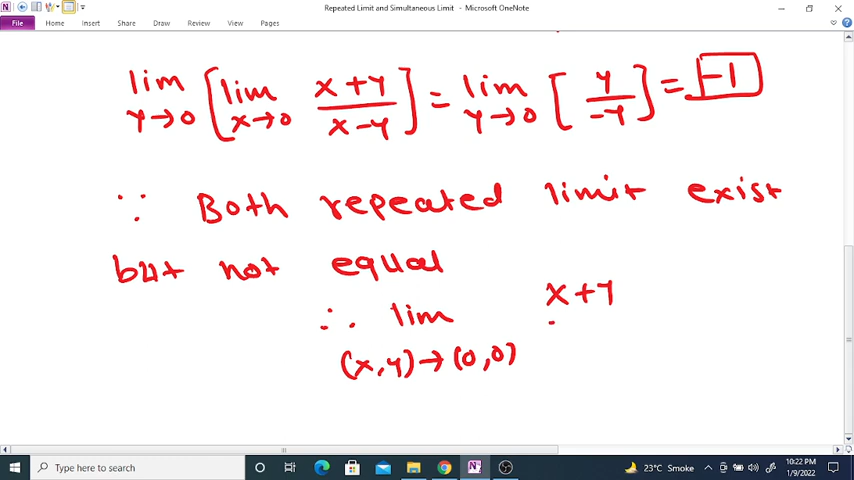 Repeated Limit and Simultaneous Limit - Microsoft OneNote
File Home Insert Share Draw Review View Pages
lim y→0 [ lim x→0 (x+y)/(x-y) ] = lim y→0 [ y/-y ] = -1
∵ Both repeated limit exist
but not equal
∴ lim (x,y)→(0,0) x+y
Type here to search
23°C Smoke
10:22 PM
1/9/2022